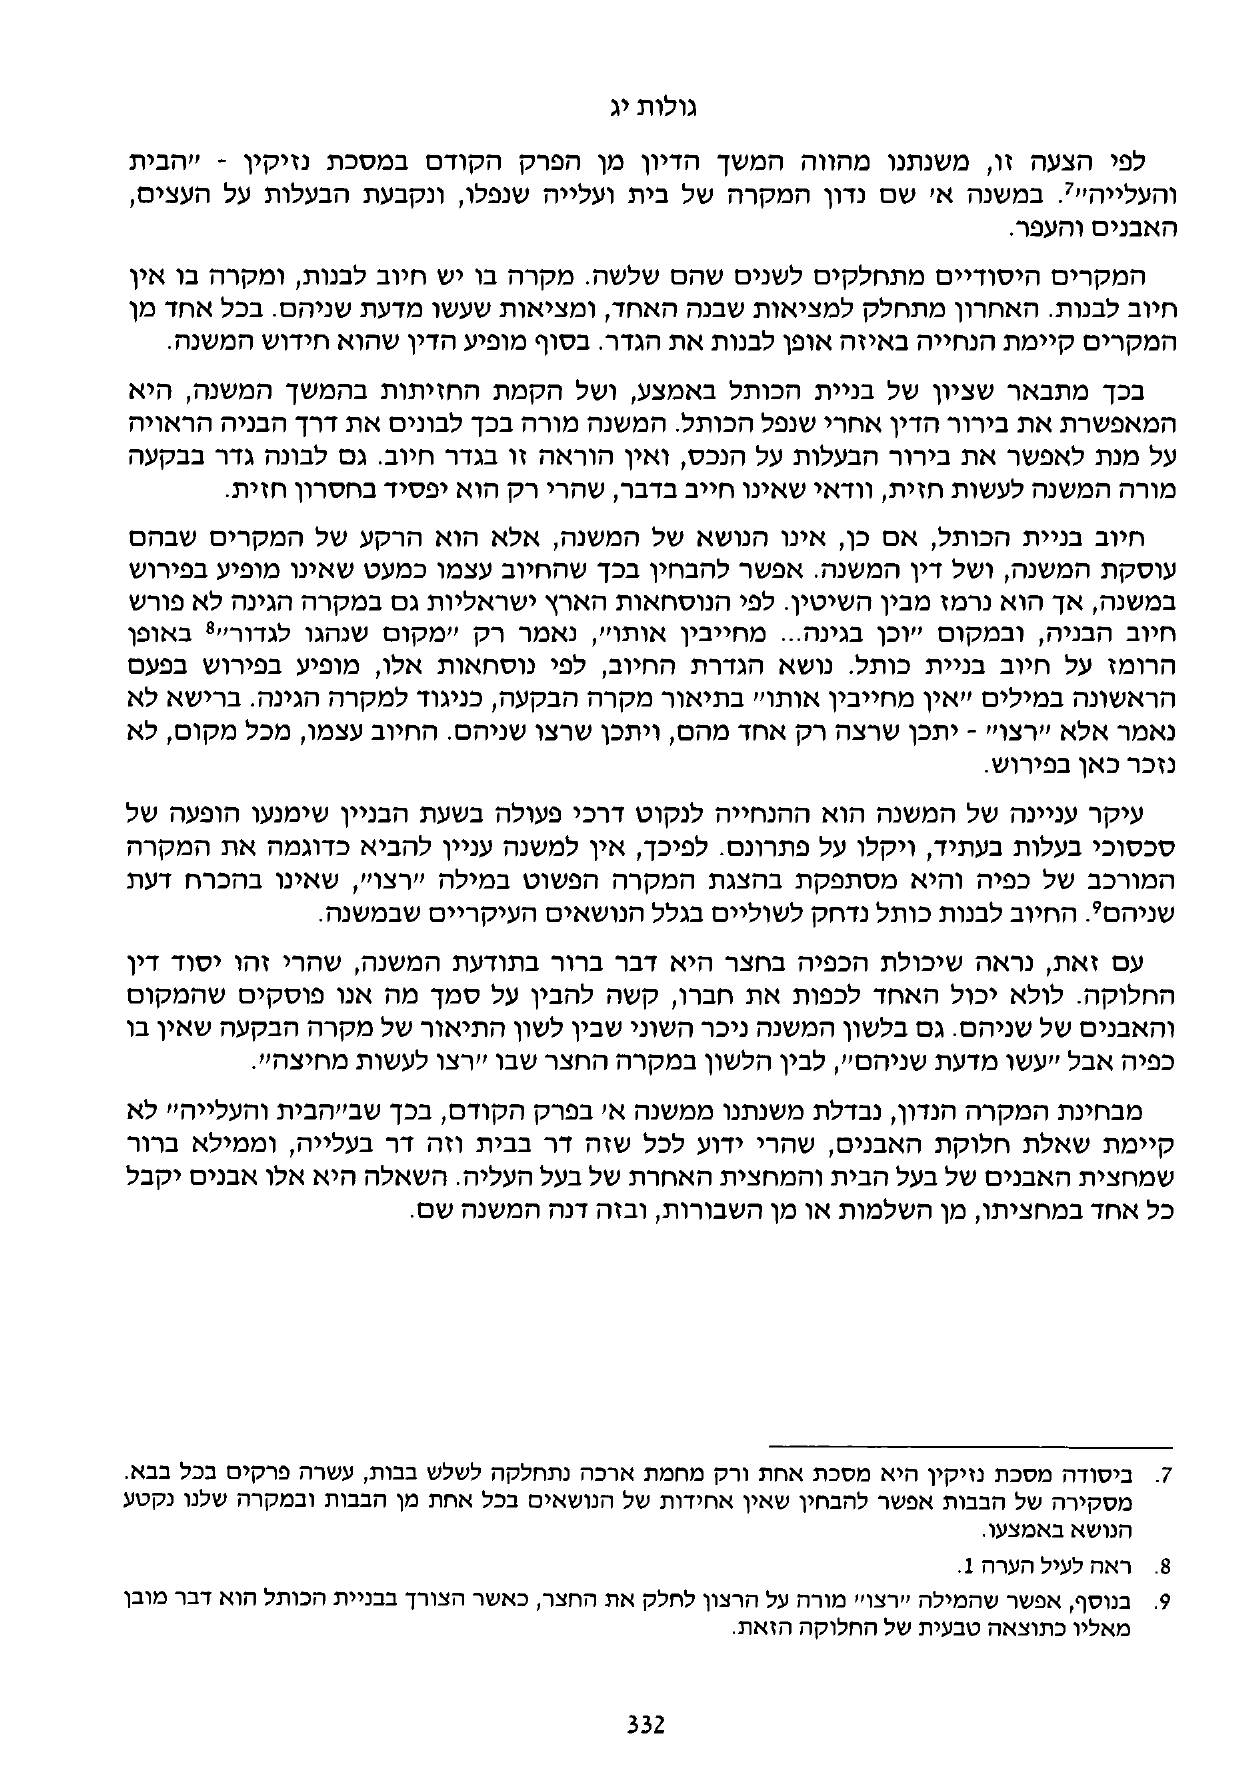 גולות יג
לפי הצעה זו, משנתנו מהווה המשך הדיון מן הפרק הקודם במסכת נזיקין - "הבית
והעלייה"7. במשנה א' שם נדון המקרה של בית ועלייה שנפלו, ונקבעת הבעלות על העצים,
האבנים והעפר.
המקרים היסודיים מתחלקים לשנים שהם שלשה. מקרה בו יש חיוב לבנות, ומקרה בו אין
חיוב לבנות. האחרון מתחלק למציאות שבנה האחד, ומציאות שעשו מדעת שניהם. בכל אחד מן
המקרים קיימת הנחייה באיזה אופן לבנות את הגדר. בסוף מופיע הדין שהוא חידוש המשנה.
בכך מתבאר שציון של בניית הכותל באמצע, ושל הקמת החזיתות בהמשך המשנה, היא
המאפשרת את בירור הדין אחרי שנפל הכותל. המשנה מורה בכך לבונים את דרך הבניה הראויה
על מנת לאפשר את בירור הבעלות על הנכס, ואין הוראה זו בגדר חיוב. גם לבונה גדר בבקעה
מורה המשנה לעשות חזית, וודאי שאינו חייב בדבר, שהרי רק הוא יפסיד בחסרון חזית.
חיוב בניית הכותל, אם כן, אינו הנושא של המשנה, אלא הוא הרקע של המקרים שבהם
עוסקת המשנה, ושל דין המשנה. אפשר להבחין בכך שהחיוב עצמו כמעט שאינו מופיע בפירוש
במשנה, אך הוא נרמז מבין השיטין. לפי הנוסחאות הארץ ישראליות גם במקרה הגינה לא פורש
חיוב הבניה, ובמקום "וכן בגינה... מחייבין אותו", נאמר רק "מקום שנהגו לגדור"8 באופן
הרומז על חיוב בניית כותל. נושא הגדרת החיוב, לפי נוסחאות אלו, מופיע בפירוש בפעם
הראשונה במילים "אין מחייבין אותו" בתיאור מקרה הבקעה, כניגוד למקרה הגינה. ברישא לא
נאמר אלא "רצו" - יתכן שרצה רק אחד מהם, ויתכן שרצו שניהם. החיוב עצמו, מכל מקום, לא
נזכר כאן בפירוש.
עיקר עניינה של המשנה הוא ההנחייה לנקוט דרכי פעולה בשעת הבניין שימנעו הופעה של
סכסוכי בעלות בעתיד, ויקלו על פתרונם. לפיכך, אין למשנה עניין להביא כדוגמה את המקרה
המורכב של כפיה והיא מסתפקת בהצגת המקרה הפשוט במילה "רצו", שאינו בהכרח דעת
שניהם9. החיוב לבנות כותל נדחק לשוליים בגלל הנושאים העיקריים שבמשנה.
עם זאת, נראה שיכולת הכפיה בחצר היא דבר ברור בתודעת המשנה, שהרי זהו יסוד דין
החלוקה. לולא יכול האחד לכפות את חברו, קשה להבין על סמך מה אנו פוסקים שהמקום
והאבנים של שניהם. גם בלשון המשנה ניכר השוני שבין לשון התיאור של מקרה הבקעה שאין בו
כפיה אבל "עשו מדעת שניהם", לבין הלשון במקרה החצר שבו "רצו לעשות מחיצה".
מבחינת המקרה הנדון, נבדלת משנתנו ממשנה א' בפרק הקודם, בכך שב"הבית והעלייה" לא
קיימת שאלת חלוקת האבנים, שהרי ידוע לכל שזה דר בבית וזה דר בעלייה, וממילא ברור
שמחצית האבנים של בעל הבית והמחצית האחרת של בעל העליה. השאלה היא אלו אבנים יקבל
כל אחד במחציתו, מן השלמות או מן השבורות, ובזה דנה המשנה שם.
7. ביסודה מסכת נזיקין היא מסכת אחת ורק מחמת ארכה נתחלקה לשלש בבות, עשרה פרקים בכל בבא.
מסקירה של הבבות אפשר להבחין שאין אחידות של הנושאים בכל אחת מן הבבות ובמקרה שלנו נקטע
הנושא באמצעו.
8. ראה לעיל הערה 1.
9. בנוסף, אפשר שהמילה "רצו" מורה על הרצון לחלק את החצר, כאשר הצורך בבניית הכותל הוא דבר מובן
מאליו כתוצאה טבעית של החלוקה הזאת.
332